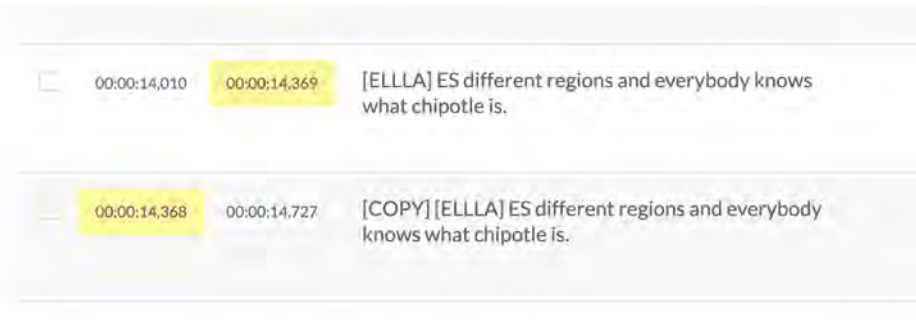 00:00:14,010 00:00:14,369 [ELLLA] ES different regions and everybody knows
what chipotle is.
00:00:14,368 00:00:14,727 [COPY] [ELLLA] ES different regions and everybody
knows what chipotle is.